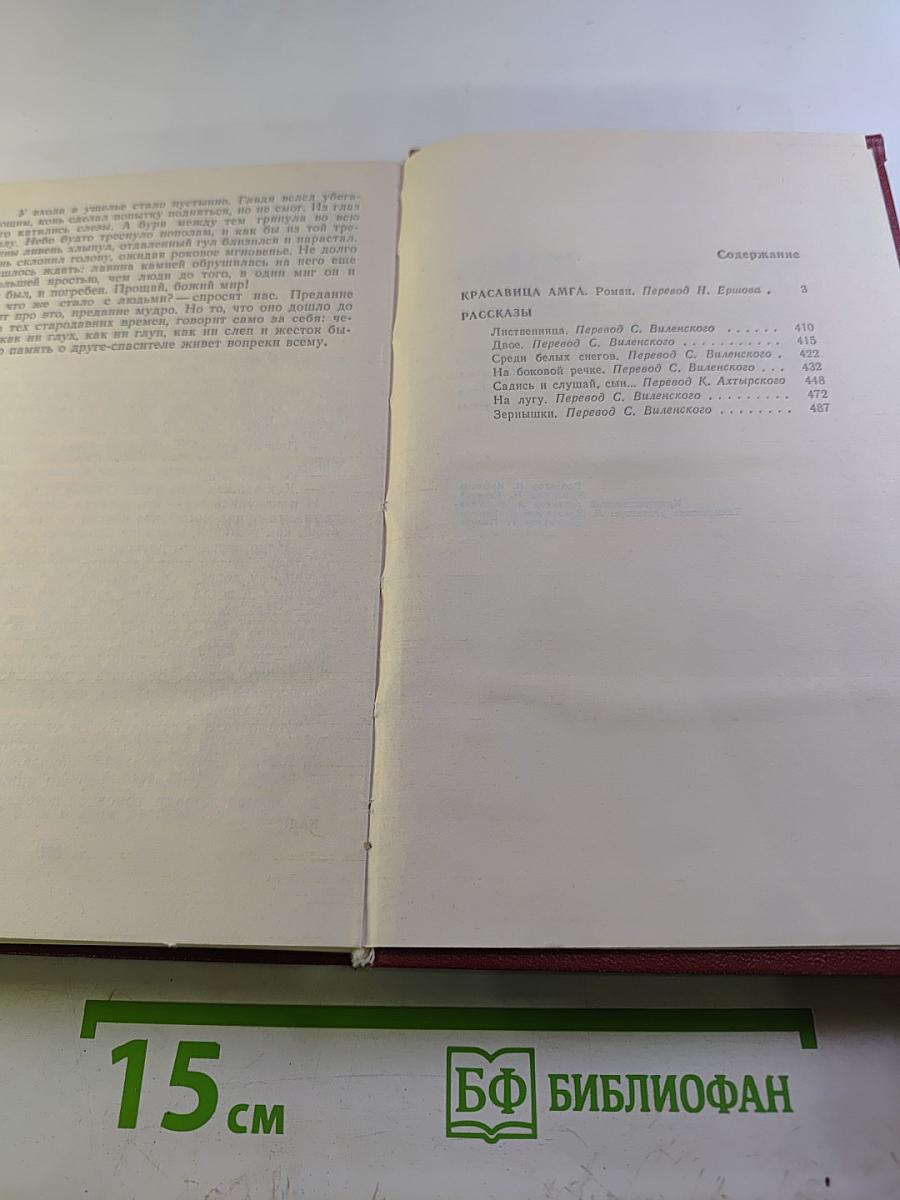 У входа в ущелье стало пустынно. Глядя вслед убега-
ющим, конь сделал попытку подняться, но не смог. Из глаз
его катились слезы. А буря между тем грянула во всю
силу. Небо будто треснуло пополам, и как бы из той тре-
ливень хлынул, отдаленный гул близился и нарастал.
склонил голову, ожидая роковое мгновенье. Не долго
ждать: лавина камней обрушилась на него еще
яростью, чем люди до того, в один миг он и
был, и погребен. Прощай, божий мир!
что же стало с людьми? — спросят нас. Предание
про это, предание мудро. Но то, что оно дошло до
тех стародавних времен, говорит само за себя: че-
как ни глух, как ни глуп, как ни слеп и жесток бы-
память о друге-спасителе живет вопреки всему.
Содержание
КРАСАВИЦА АМГА. Роман. Перевод Н. Ершова . 3
РАССКАЗЫ
Лиственница. Перевод С. Виленского . . . . . . 410
Двое. Перевод С. Виленского . . . . . . . . . . . 415
Среди белых снегов. Перевод С. Виленского . 422
На боковой речке. Перевод С. Виленского . . . 432
Садись и слушай, сын... Перевод К. Ахтырского 448
На лугу. Перевод С. Виленского . . . . . . . . . 472
Зернышки. Перевод С. Виленского . . . . . . . . 487
15 см
БФ БИБЛИОФАН